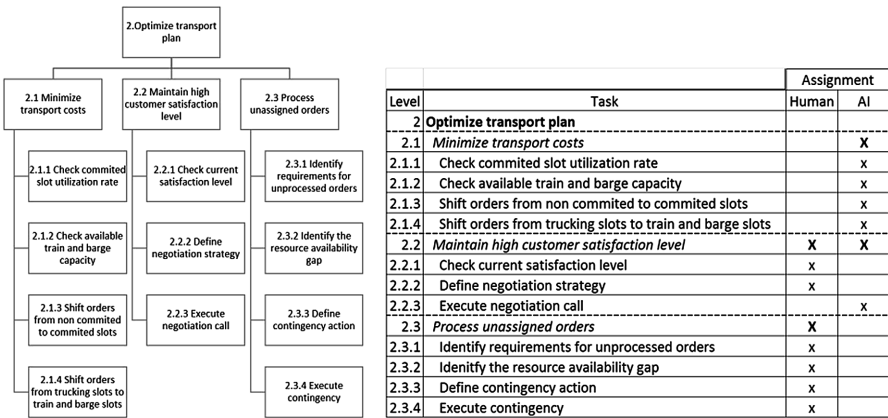 2.Optimize transport
plan
2.1 Minimize
transport costs
2.2 Maintain high
customer satisfaction
level
2.3 Process
unassigned orders
2.1.1 Check commited
slot utilization rate
2.2.1 Check current
satisfaction level
2.3.1 Identify
requirements for
unprocessed orders
2.1.2 Check available
train and barge
capacity
2.2.2 Define
negotiation strategy
2.3.2 Identify the
resource availability
gap
2.1.3 Shift orders
from non commited
to commited slots
2.2.3 Execute
negotiation call
2.3.3 Define
contingency action
2.1.4 Shift orders
from trucking slots to
train and barge slots
2.3.4 Execute
contingency
Assignment
Level Task Human AI
2 Optimize transport plan
2.1 Minimize transport costs X
2.1.1 Check commited slot utilization rate x
2.1.2 Check available train and barge capacity x
2.1.3 Shift orders from non commited to commited slots x
2.1.4 Shift orders from trucking slots to train and barge slots x
2.2 Maintain high customer satisfaction level X X
2.2.1 Check current satisfaction level x
2.2.2 Define negotiation strategy x
2.2.3 Execute negotiation call x
2.3 Process unassigned orders X
2.3.1 Identify requirements for unprocessed orders x
2.3.2 Idenitfy the resource availability gap x
2.3.3 Define contingency action x
2.3.4 Execute contingency x